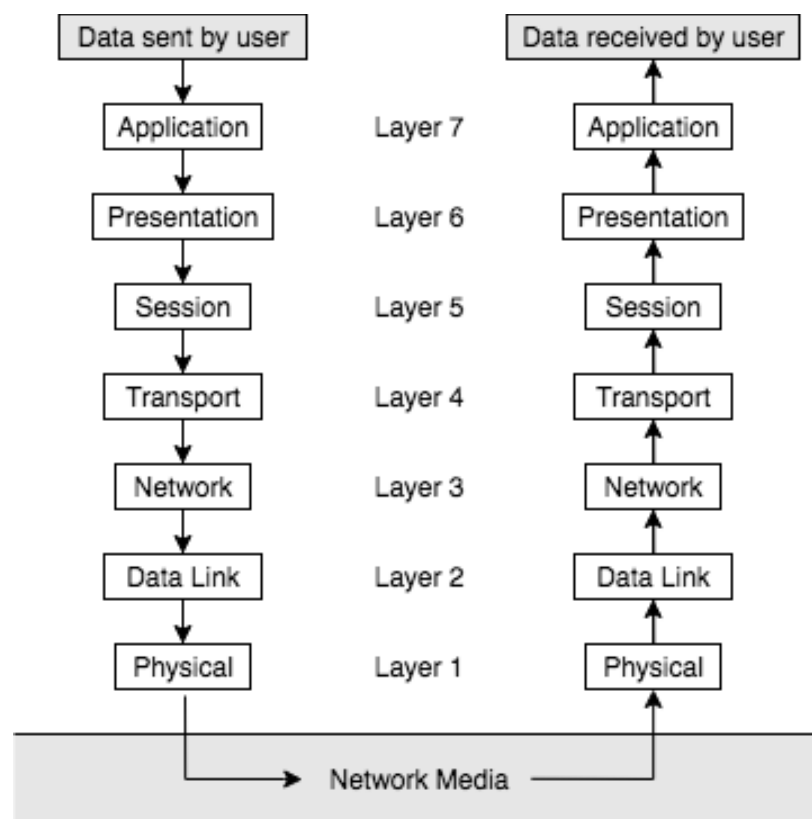 Data sent by user Data received by user
Application Layer 7 Application
Presentation Layer 6 Presentation
Session Layer 5 Session
Transport Layer 4 Transport
Network Layer 3 Network
Data Link Layer 2 Data Link
Physical Layer 1 Physical
Network Media